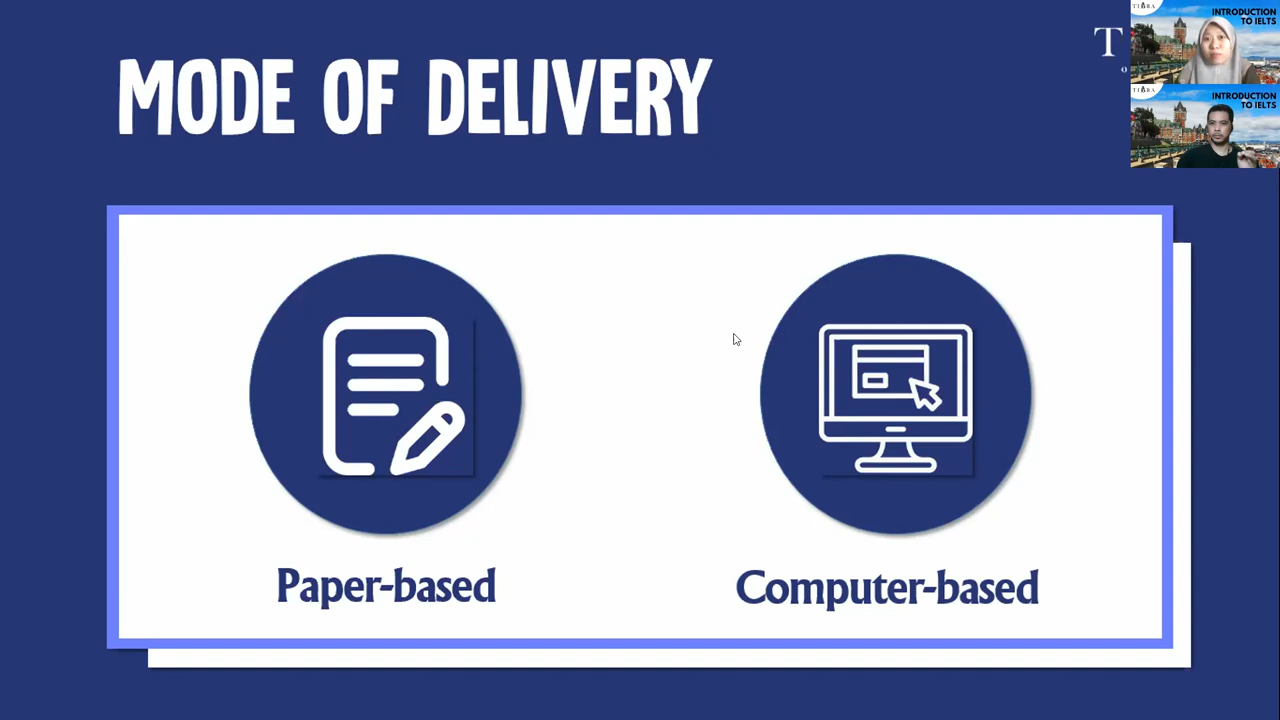 MODE OF DELIVERY
T
INTRODUCTION
TO IELTS
INTRODUCTION
TO IELTS
Paper-based
Computer-based